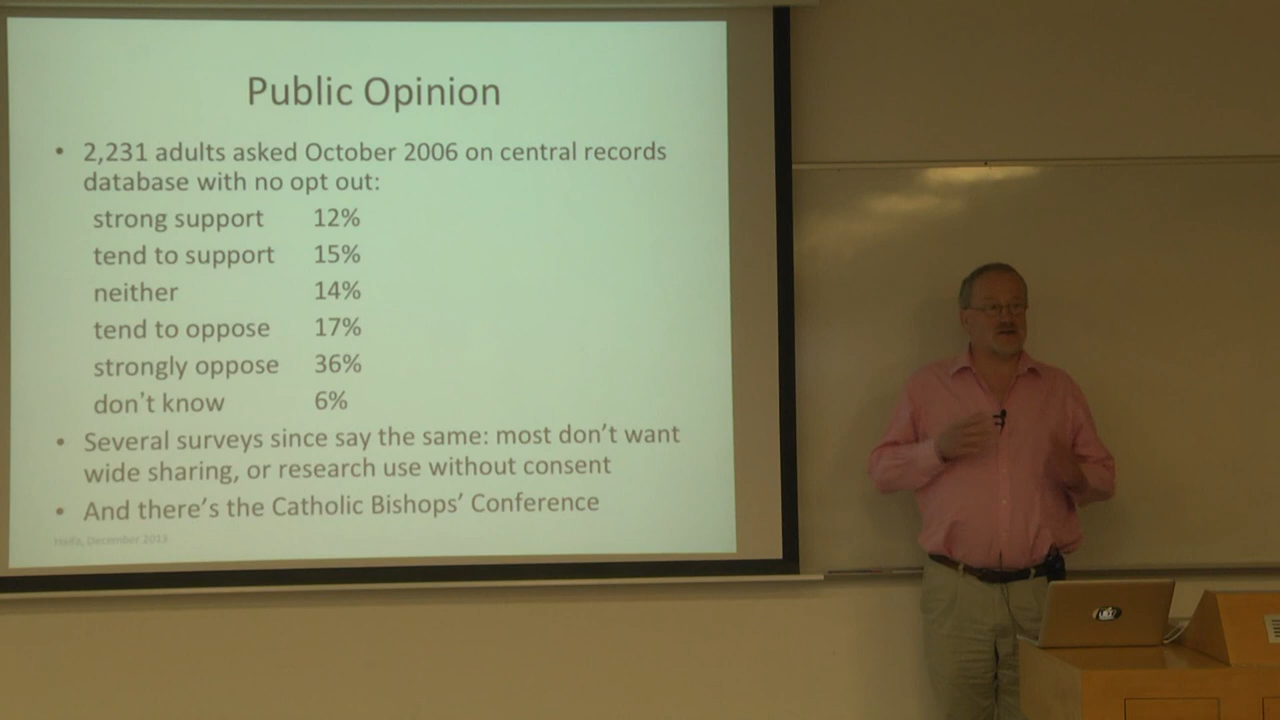 Public Opinion
• 2,231 adults asked October 2006 on central records
database with no opt out:
strong support 12%
tend to support 15%
neither 14%
tend to oppose 17%
strongly oppose 36%
don't know 6%
• Several surveys since say the same: most don't want
wide sharing, or research use without consent
• And there's the Catholic Bishops' Conference
Haifa, December 2013